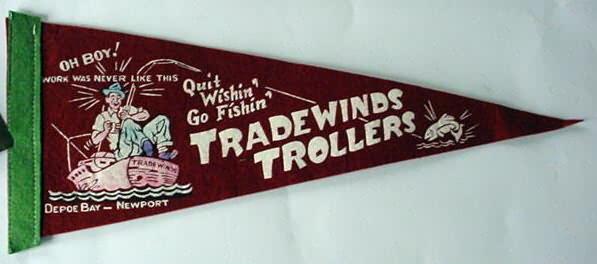 OH BOY!
WORK WAS NEVER LIKE THIS
Quit
Wishin'
Go Fishin'
TRADEWINDS
TROLLERS
TRADEWINDS
DEPOE BAY — NEWPORT